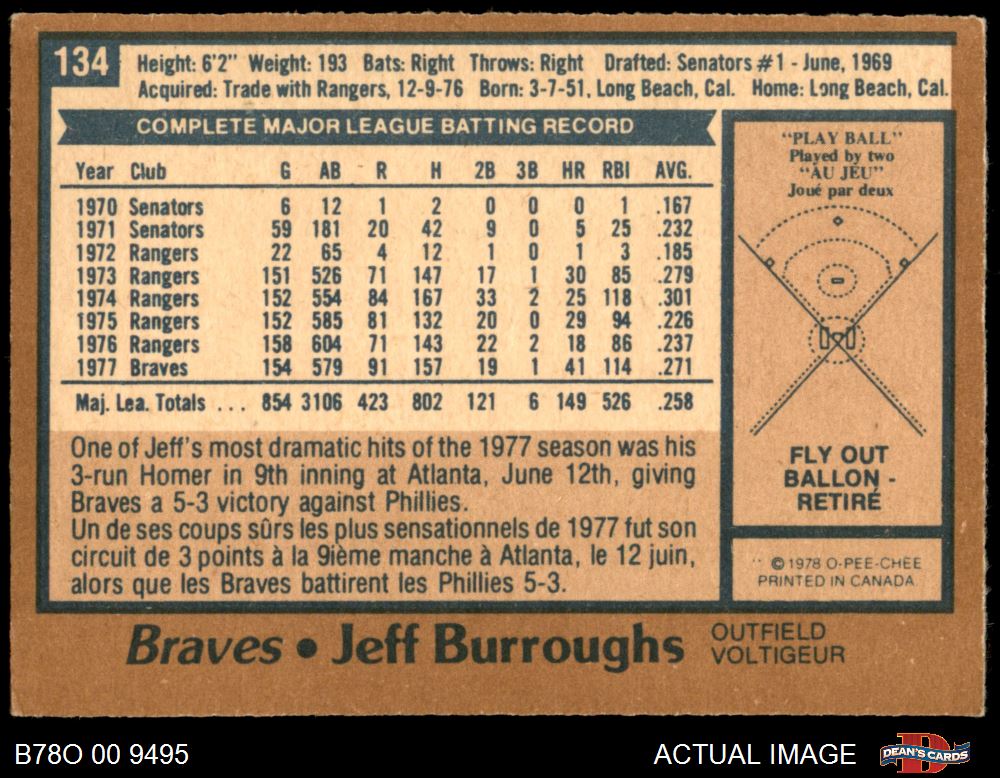 134
Height: 6'2" Weight: 193 Bats: Right Throws: Right Drafted: Senators #1 - June, 1969
Acquired: Trade with Rangers, 12-9-76 Born: 3-7-51, Long Beach, Cal. Home: Long Beach, Cal.
COMPLETE MAJOR LEAGUE BATTING RECORD
Year Club G AB R H 2B 3B HR RBI AVG.
1970 Senators 6 12 1 2 0 0 0 1 .167
1971 Senators 59 181 20 42 9 0 5 25 .232
1972 Rangers 22 65 4 12 1 0 1 3 .185
1973 Rangers 151 526 71 147 17 1 30 85 .279
1974 Rangers 152 554 84 167 33 2 25 118 .301
1975 Rangers 152 585 81 132 20 0 29 94 .226
1976 Rangers 158 604 71 143 22 2 18 86 .237
1977 Braves 154 579 91 157 19 1 41 114 .271
Maj. Lea. Totals ... 854 3106 423 802 121 6 149 526 .258
One of Jeff's most dramatic hits of the 1977 season was his
3-run Homer in 9th inning at Atlanta, June 12th, giving
Braves a 5-3 victory against Phillies.
Un de ses coups sûrs les plus sensationnels de 1977 fut son
circuit de 3 points à la 9ième manche à Atlanta, le 12 juin,
alors que les Braves battirent les Phillies 5-3.
"PLAY BALL"
Played by two
"AU JEU"
Joué par deux
FLY OUT
BALLON -
RETIRÉ
©1978 O-PEE-CHEE
PRINTED IN CANADA
Braves • Jeff Burroughs
OUTFIELD
VOLTIGEUR
B78O 00 9495
ACTUAL IMAGE
DEAN'S CARDS